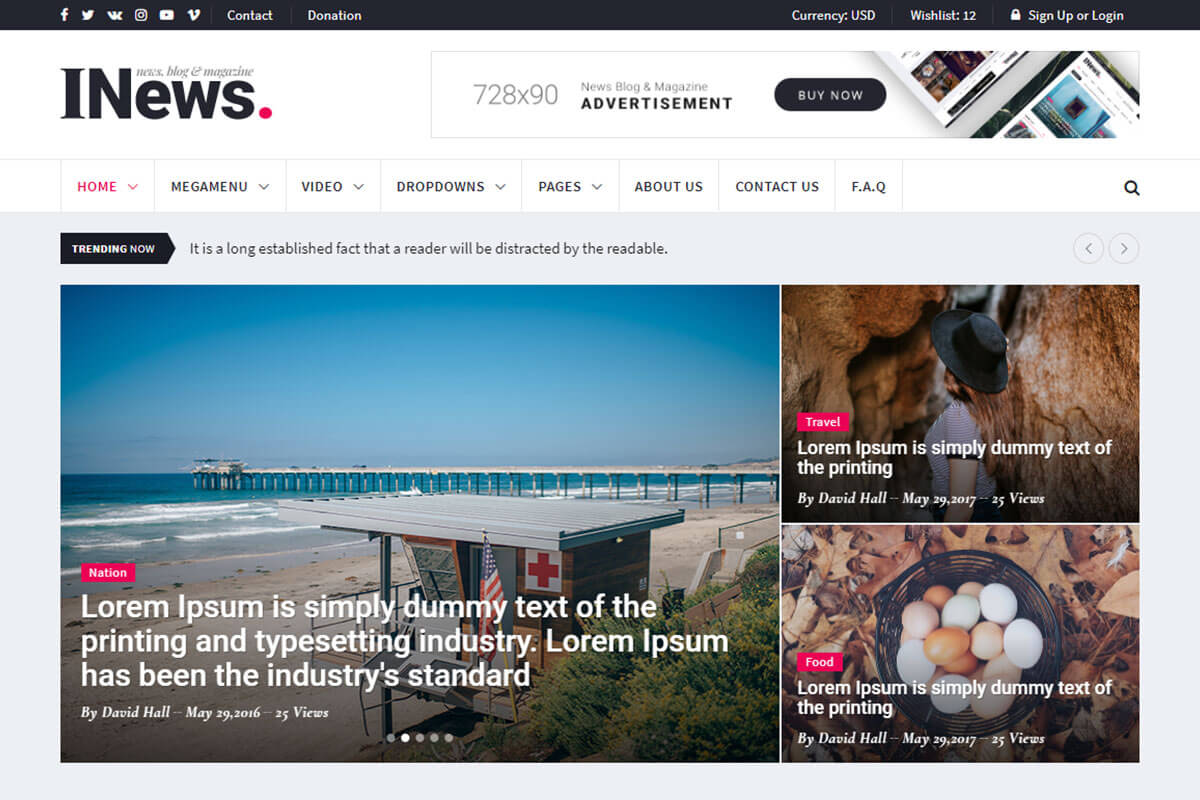 Contact
Donation
Currency: USD
Wishlist: 12
Sign Up or Login
news, blog & magazine
INews.
728x90
News Blog & Magazine
ADVERTISEMENT
BUY NOW
HOME
MEGAMENU
VIDEO
DROPDOWNS
PAGES
ABOUT US
CONTACT US
F.A.Q
TRENDING NOW
It is a long established fact that a reader will be distracted by the readable.
Nation
Lorem Ipsum is simply dummy text of the
printing and typesetting industry. Lorem Ipsum
has been the industry's standard
By David Hall -- May 29,2016 -- 25 Views
Travel
Lorem Ipsum is simply dummy text of
the printing
By David Hall -- May 29,2017 -- 25 Views
Food
Lorem Ipsum is simply dummy text of
the printing
By David Hall -- May 29,2017 -- 25 Views